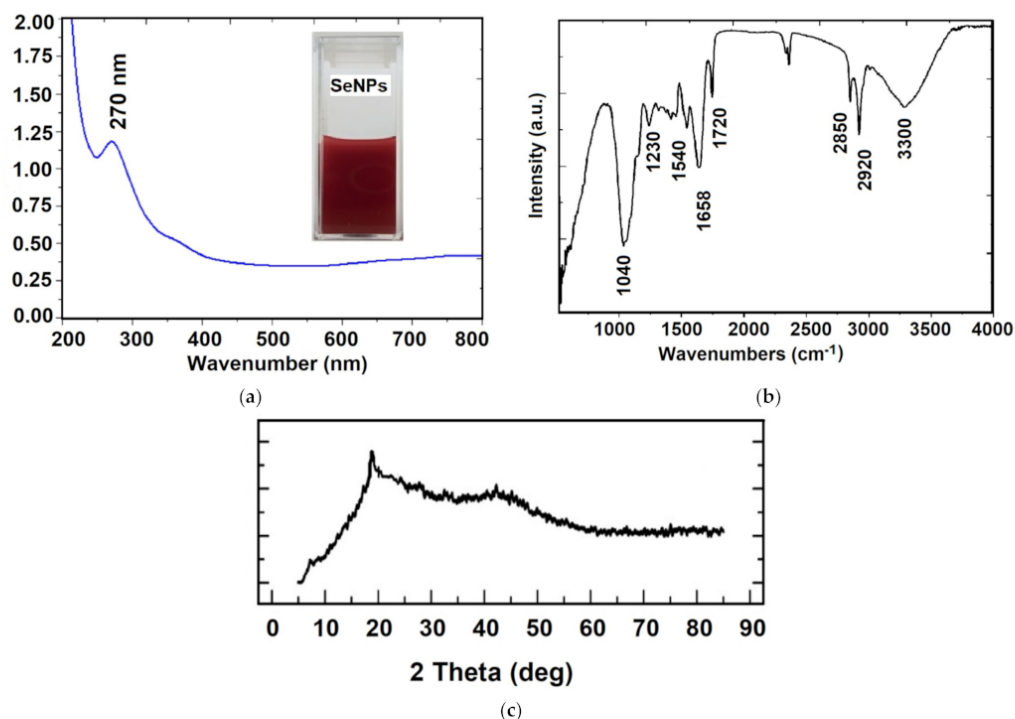 2.00
1.75
1.50
1.25
1.00
0.75
0.50
0.25
0.00
270 nm
SeNPs
200 300 400 500 600 700 800
Wavenumber (nm)
(a)
Intensity (a.u.)
1040
1230
1540
1658
1720
2850
2920
3300
1000 1500 2000 2500 3000 3500 4000
Wavenumbers (cm-1)
(b)
0 10 20 30 40 50 60 70 80 90
2 Theta (deg)
(c)